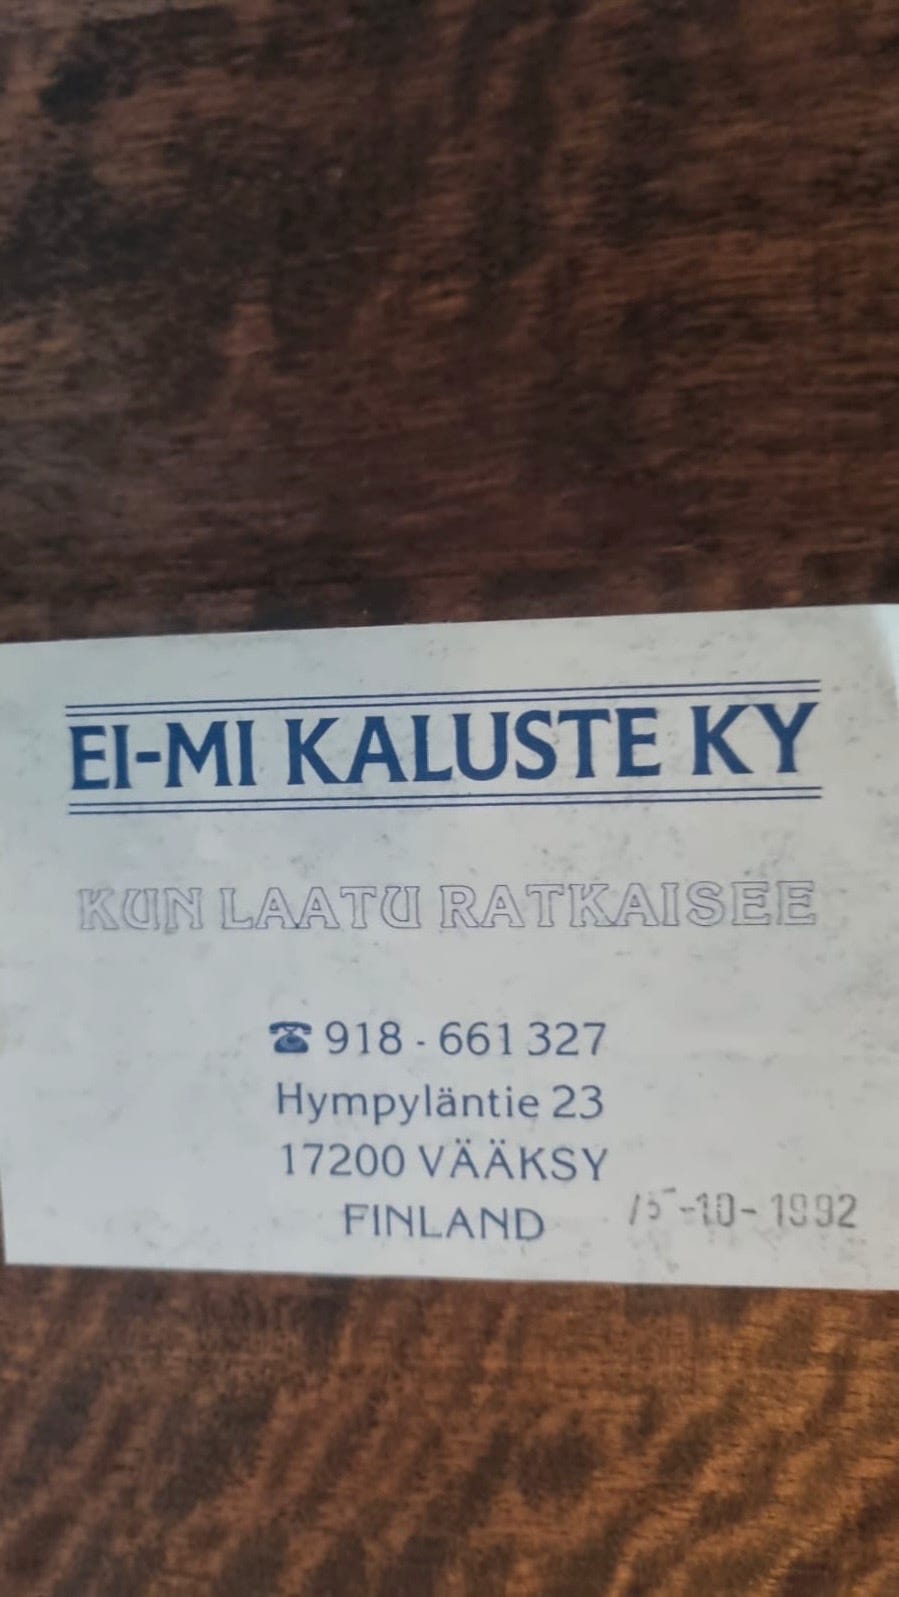 EI-MI KALUSTE KY
KUN LAATU RATKAISEE
☎ 918 - 661 327
Hympyläntie 23
17200 VÄÄKSY
FINLAND
15 -10- 1992